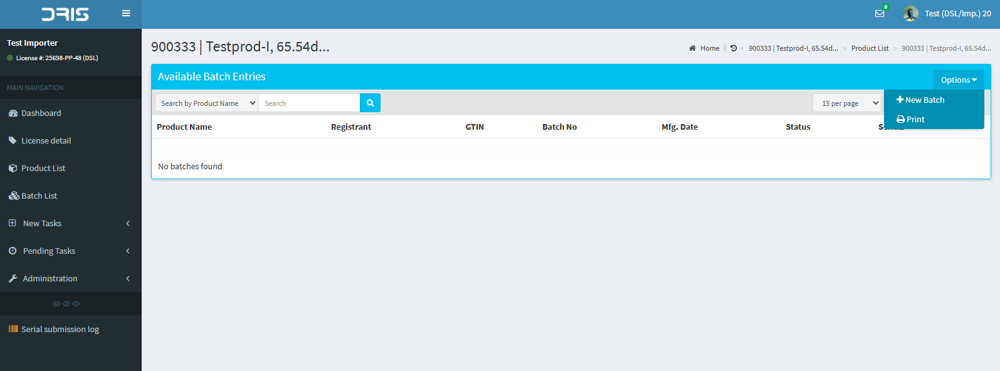 DRIS
0
Test (DSL/Imp.) 20
Test Importer
License #: 25698-PP-48 (DSL)
MAIN NAVIGATION
Dashboard
License detail
Product List
Batch List
New Tasks
Pending Tasks
Administration
Serial submission log
900333 | Testprod-I, 65.54d...
Home
900333 | Testprod-I, 65.54d... > Product List > 900333 | Testprod-I, 65.54d...
Available Batch Entries
Options
New Batch
Print
Search by Product Name
Search
15 per page
Product Name Registrant GTIN Batch No Mfg. Date Status
No batches found